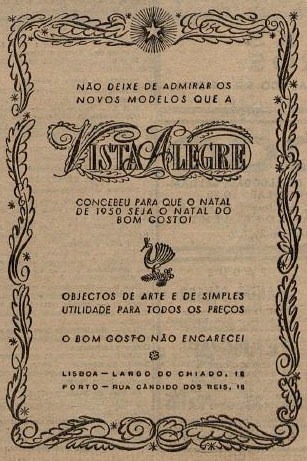 NÃO DEIXE DE ADMIRAR OS
NOVOS MODELOS QUE A
VISTA ALEGRE
CONCEBEU PARA QUE O NATAL
DE 1950 SEJA O NATAL DO
BOM GOSTO!
OBJECTOS DE ARTE E DE SIMPLES
UTILIDADE PARA TODOS OS PREÇOS
O BOM GOSTO NÃO ENCARECE!
LISBOA — LARGO DO CHIADO, 18
PORTO — RUA CÂNDIDO DOS REIS, 18